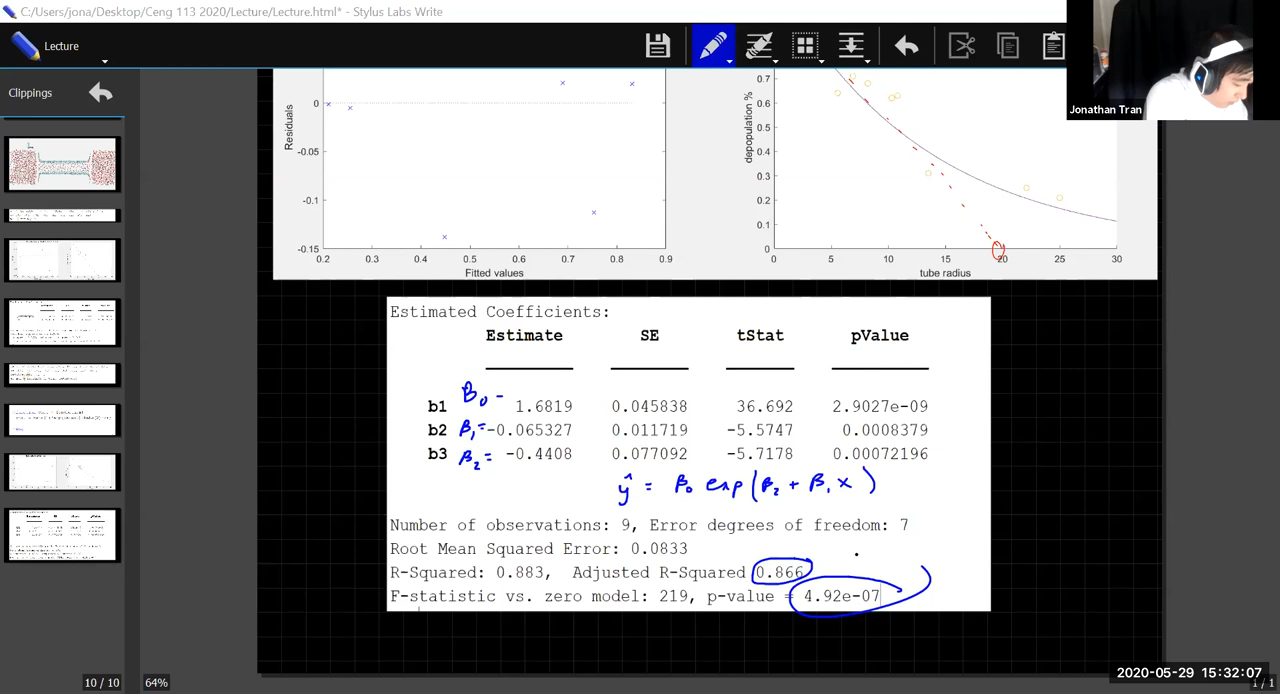 C:/Users/jona/Desktop/Ceng 113 2020/Lecture/Lecture.html* - Stylus Labs Write
Lecture
Clippings
Jonathan Tran
Residuals
0
-0.05
-0.1
-0.15
0.2 0.3 0.4 0.5 0.6 0.7 0.8 0.9
Fitted values
depopulation %
0.7
0.6
0.5
0.4
0.3
0.2
0.1
0
0 5 10 15 20 25 30
tube radius
Estimated Coefficients:
Estimate SE tStat pValue
b1 β₀ = 1.6819 0.045838 36.692 2.9027e-09
b2 β₁ = -0.065327 0.011719 -5.5747 0.0008379
b3 β₂ = -0.4408 0.077092 -5.7178 0.00072196
ŷ = β₀ exp(β₂ + β₁ x)
Number of observations: 9, Error degrees of freedom: 7
Root Mean Squared Error: 0.0833
R-Squared: 0.883, Adjusted R-Squared 0.866
F-statistic vs. zero model: 219, p-value = 4.92e-07
10 / 10 64%
2020-05-29 15:32:07
1 / 1